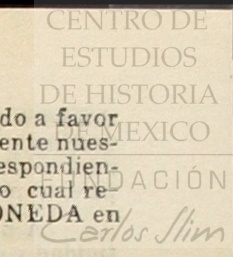 CENTRO DE
ESTUDIOS
DE HISTORIA
DE MEXICO
FUNDACIÓN
Carlos Slim
do a favor
ente nues-
espondien-
o cual re-
ONEDA en